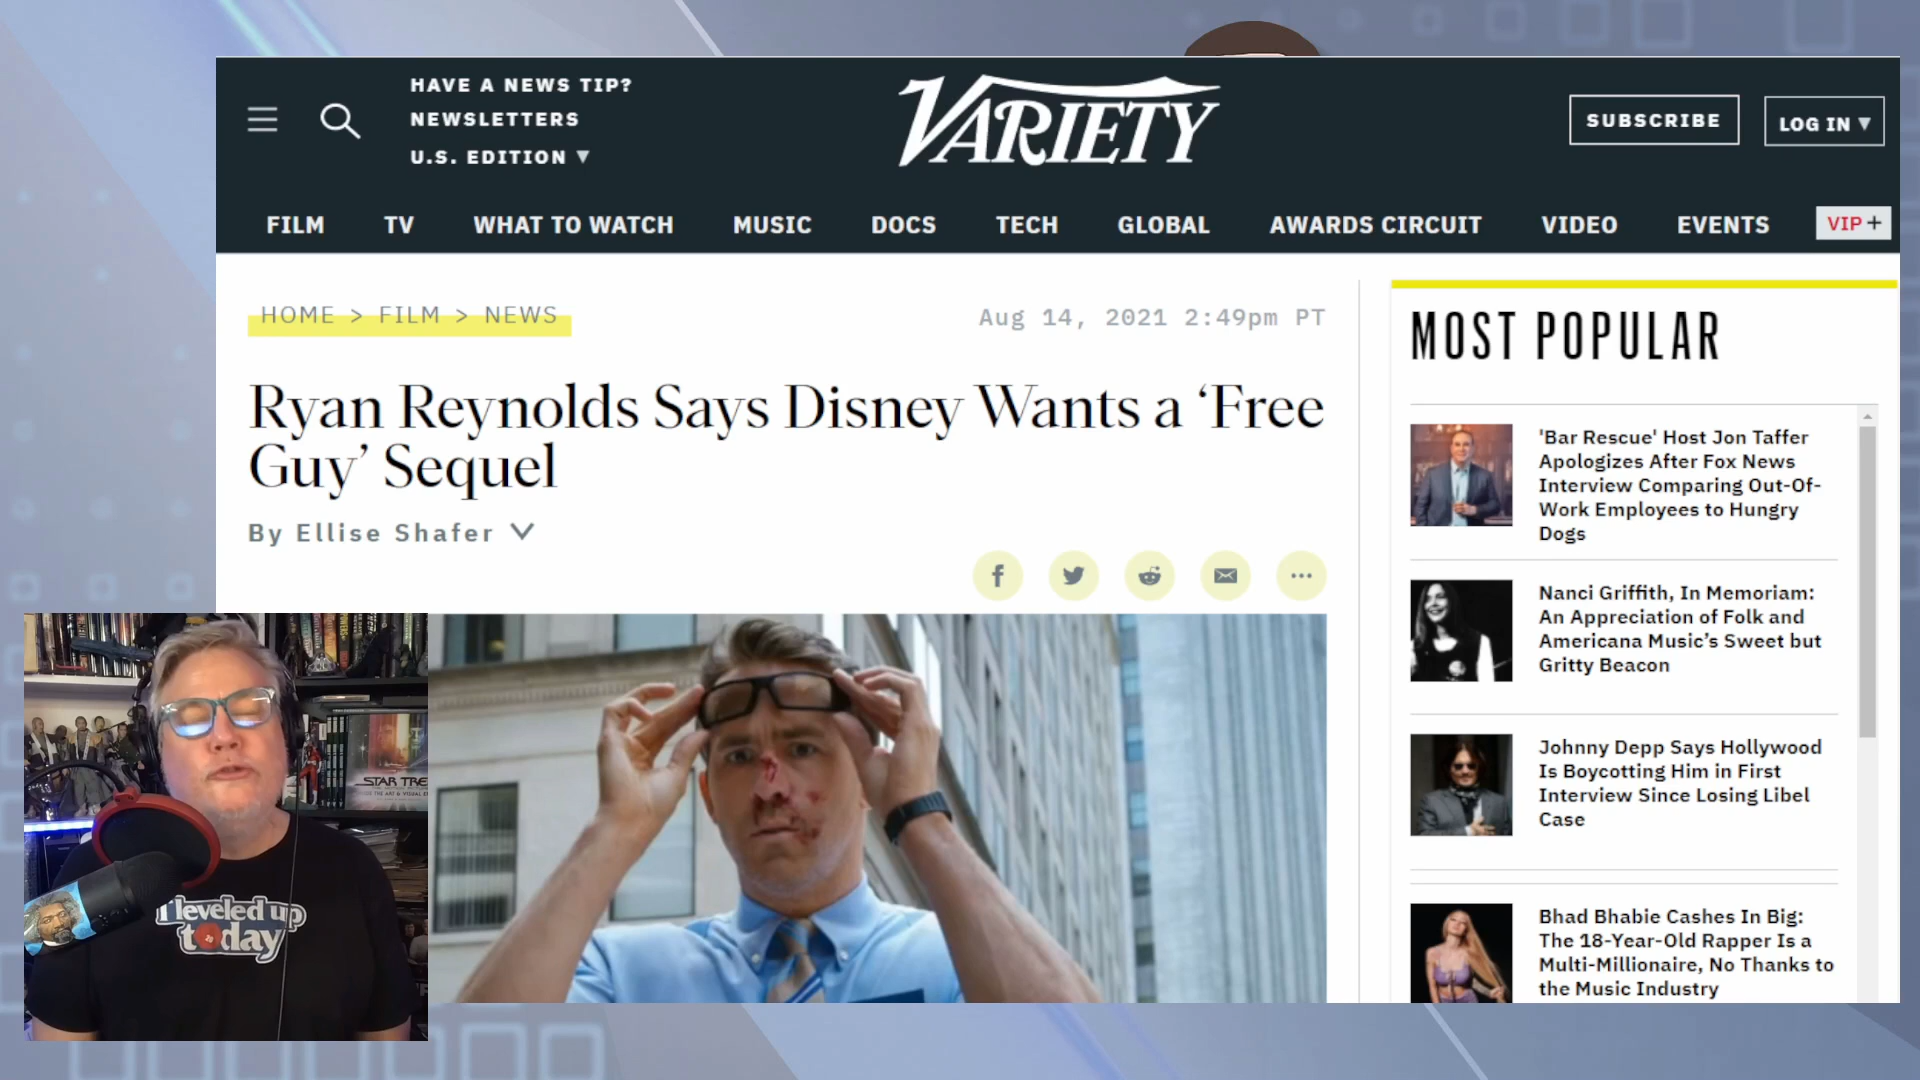 HAVE A NEWS TIP?
NEWSLETTERS
U.S. EDITION ▼
VARIETY
SUBSCRIBE
LOG IN ▼
FILM TV WHAT TO WATCH MUSIC DOCS TECH GLOBAL AWARDS CIRCUIT VIDEO EVENTS VIP+
HOME > FILM > NEWS
Aug 14, 2021 2:49pm PT
Ryan Reynolds Says Disney Wants a ‘Free
Guy’ Sequel
By Ellise Shafer
MOST POPULAR
'Bar Rescue' Host Jon Taffer
Apologizes After Fox News
Interview Comparing Out-Of-
Work Employees to Hungry
Dogs
Nanci Griffith, In Memoriam:
An Appreciation of Folk and
Americana Music’s Sweet but
Gritty Beacon
Johnny Depp Says Hollywood
Is Boycotting Him in First
Interview Since Losing Libel
Case
Bhad Bhabie Cashes In Big:
The 18-Year-Old Rapper Is a
Multi-Millionaire, No Thanks to
the Music Industry
STAR TRE
I leveled up
today